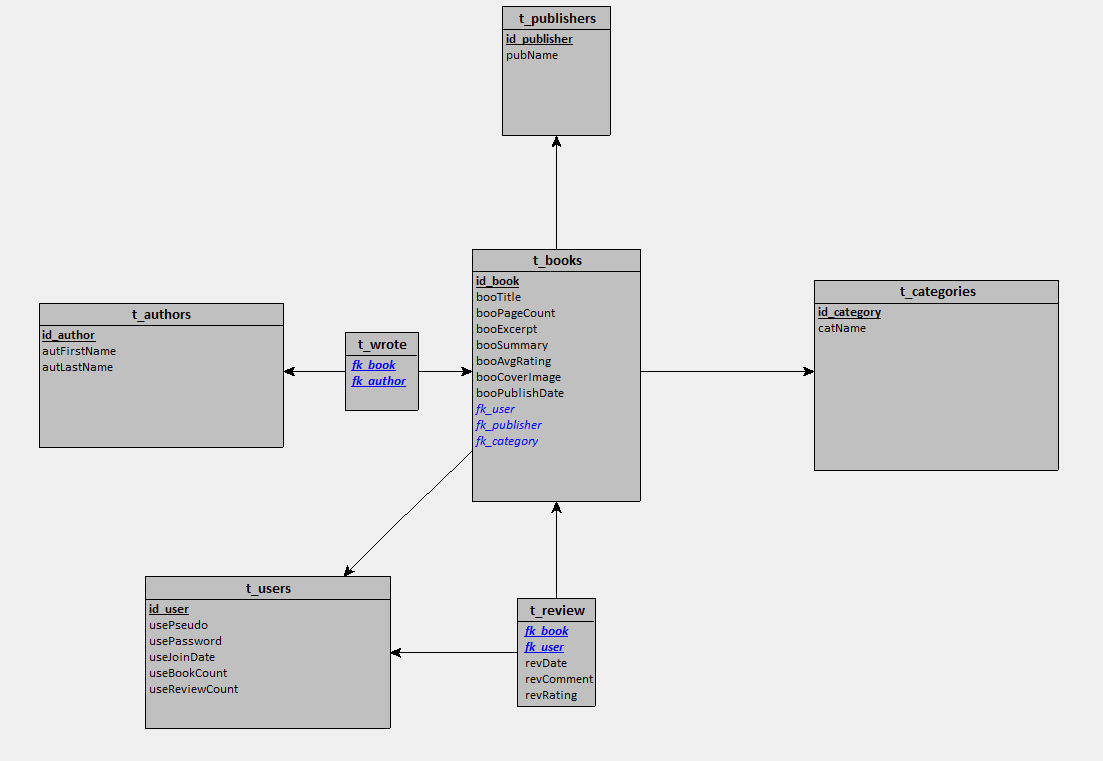 t_publishers
id_publisher
pubName
t_books
id_book
booTitle
booPageCount
booExcerpt
booSummary
booAvgRating
booCoverImage
booPublishDate
fk_user
fk_publisher
fk_category
t_categories
id_category
catName
t_authors
id_author
autFirstName
autLastName
t_wrote
fk_book
fk_author
t_users
id_user
usePseudo
usePassword
useJoinDate
useBookCount
useReviewCount
t_review
fk_book
fk_user
revDate
revComment
revRating